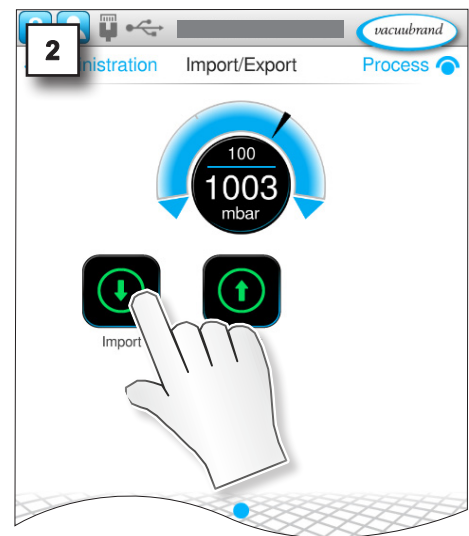 vacuubrand
2
nistration Import/Export Process
100
1003
mbar
Import